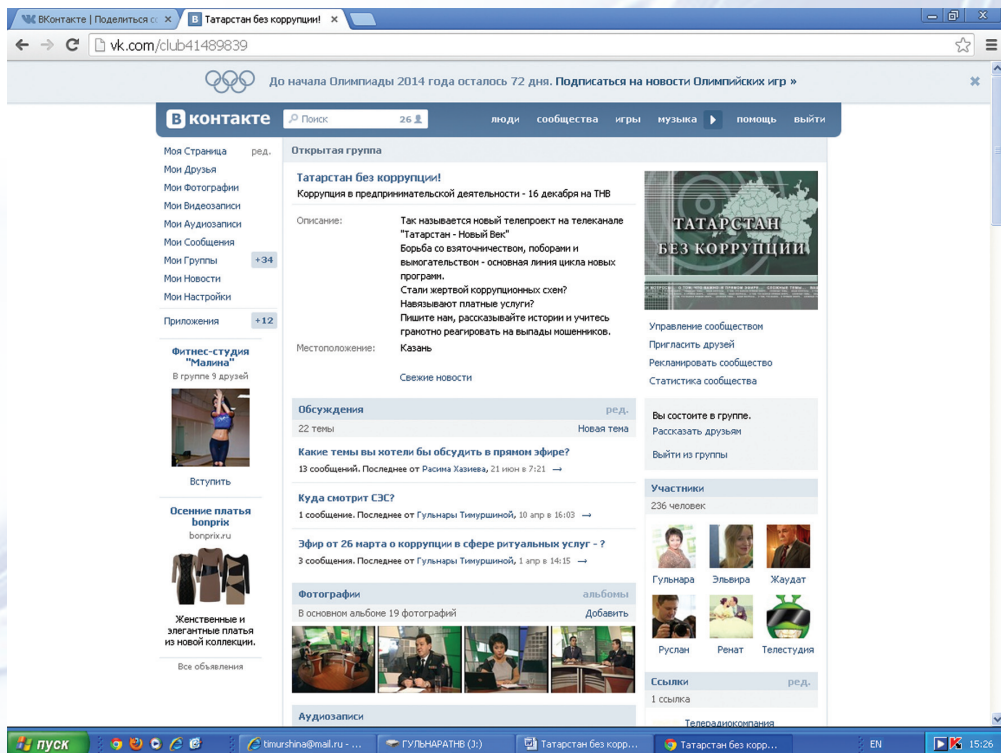 ВКонтакте | Поделиться с
Татарстан без коррупции!
vk.com/club41489839
До начала Олимпиады 2014 года осталось 72 дня. Подписаться на новости Олимпийских игр »
В контакте
Поиск
26
люди
сообщества
игры
музыка
помощь
выйти
Моя Страница ред.
Мои Друзья
Мои Фотографии
Мои Видеозаписи
Мои Аудиозаписи
Мои Сообщения
Мои Группы +34
Мои Новости
Мои Настройки
Приложения +12
Фитнес-студия
"Малина"
В группе 9 друзей
Вступить
Осенние платья
bonprix
bonprix.ru
Женственные и
элегантные платья
из новой коллекции.
Все объявления
Открытая группа
Татарстан без коррупции!
Коррупция в предпринимательской деятельности - 16 декабря на ТНВ
Описание: Так называется новый телепроект на телеканале
"Татарстан - Новый Век"
Борьба со взяточничеством, поборами и
вымогательством - основная линия цикла новых
программ.
Стали жертвой коррупционных схем?
Навязывают платные услуги?
Пишите нам, рассказывайте истории и учитесь
грамотно реагировать на выпады мошенников.
Местоположение: Казань
Свежие новости
Обсуждения ред.
22 темы Новая тема
Какие темы вы хотели бы обсудить в прямом эфире?
13 сообщений. Последнее от Расима Хазиева, 21 июн в 7:21 →
Куда смотрит СЭС?
1 сообщение. Последнее от Гульнары Тимуршиной, 10 апр в 16:03 →
Эфир от 26 марта о коррупции в сфере ритуальных услуг - ?
3 сообщения. Последнее от Гульнары Тимуршиной, 1 апр в 14:15 →
Фотографии альбомы
В основном альбоме 19 фотографий Добавить
Аудиозаписи
ТАТАРСТАН
БЕЗ КОРРУПЦИИ
Управление сообществом
Пригласить друзей
Рекламировать сообщество
Статистика сообщества
Вы состоите в группе.
Рассказать друзьям
Выйти из группы
Участники
236 человек
Гульнара Эльвира Жаудат
Руслан Ренат Телестудия
Ссылки ред.
1 ссылка
Телерадиокомпания
пуск
timurshina@mail.ru - ...
ГУЛЬНАРАТНВ (J:)
Татарстан без корр...
Татарстан без корр...
EN
15:26